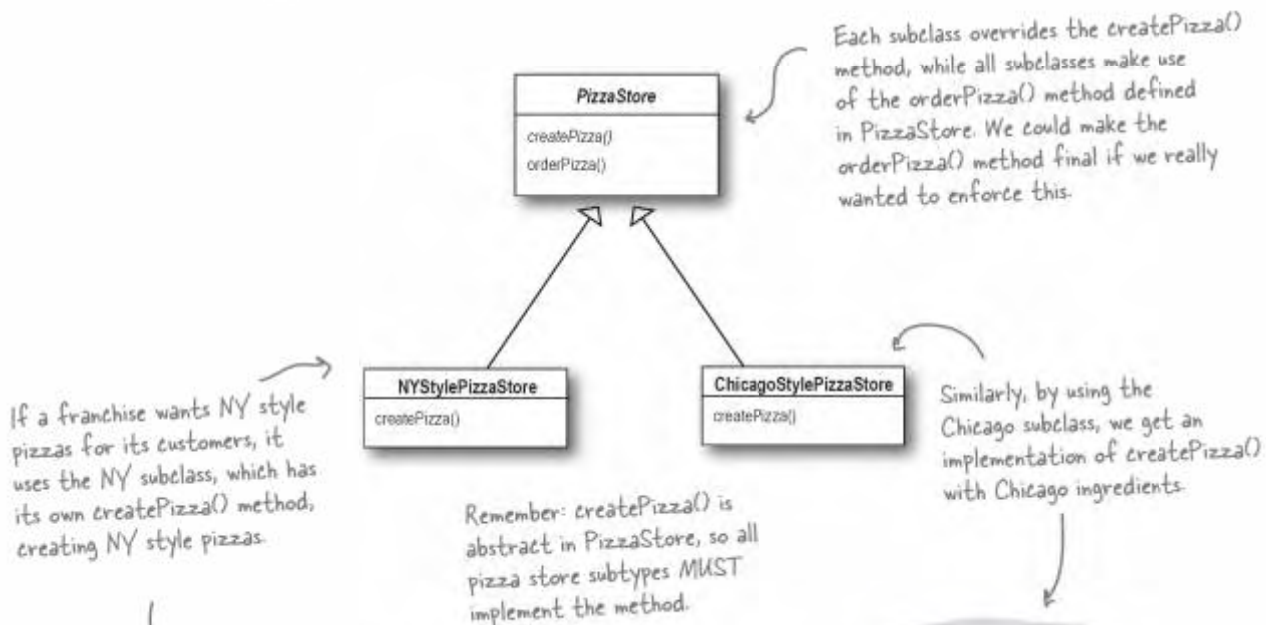 Each subclass overrides the createPizza()
method, while all subclasses make use
of the orderPizza() method defined
in PizzaStore. We could make the
orderPizza() method final if we really
wanted to enforce this.
PizzaStore
createPizza()
orderPizza()
NYStylePizzaStore
createPizza()
ChicagoStylePizzaStore
createPizza()
If a franchise wants NY style
pizzas for its customers, it
uses the NY subclass, which has
its own createPizza() method,
creating NY style pizzas.
Similarly, by using the
Chicago subclass, we get an
implementation of createPizza()
with Chicago ingredients.
Remember: createPizza() is
abstract in PizzaStore, so all
pizza store subtypes MUST
implement the method.